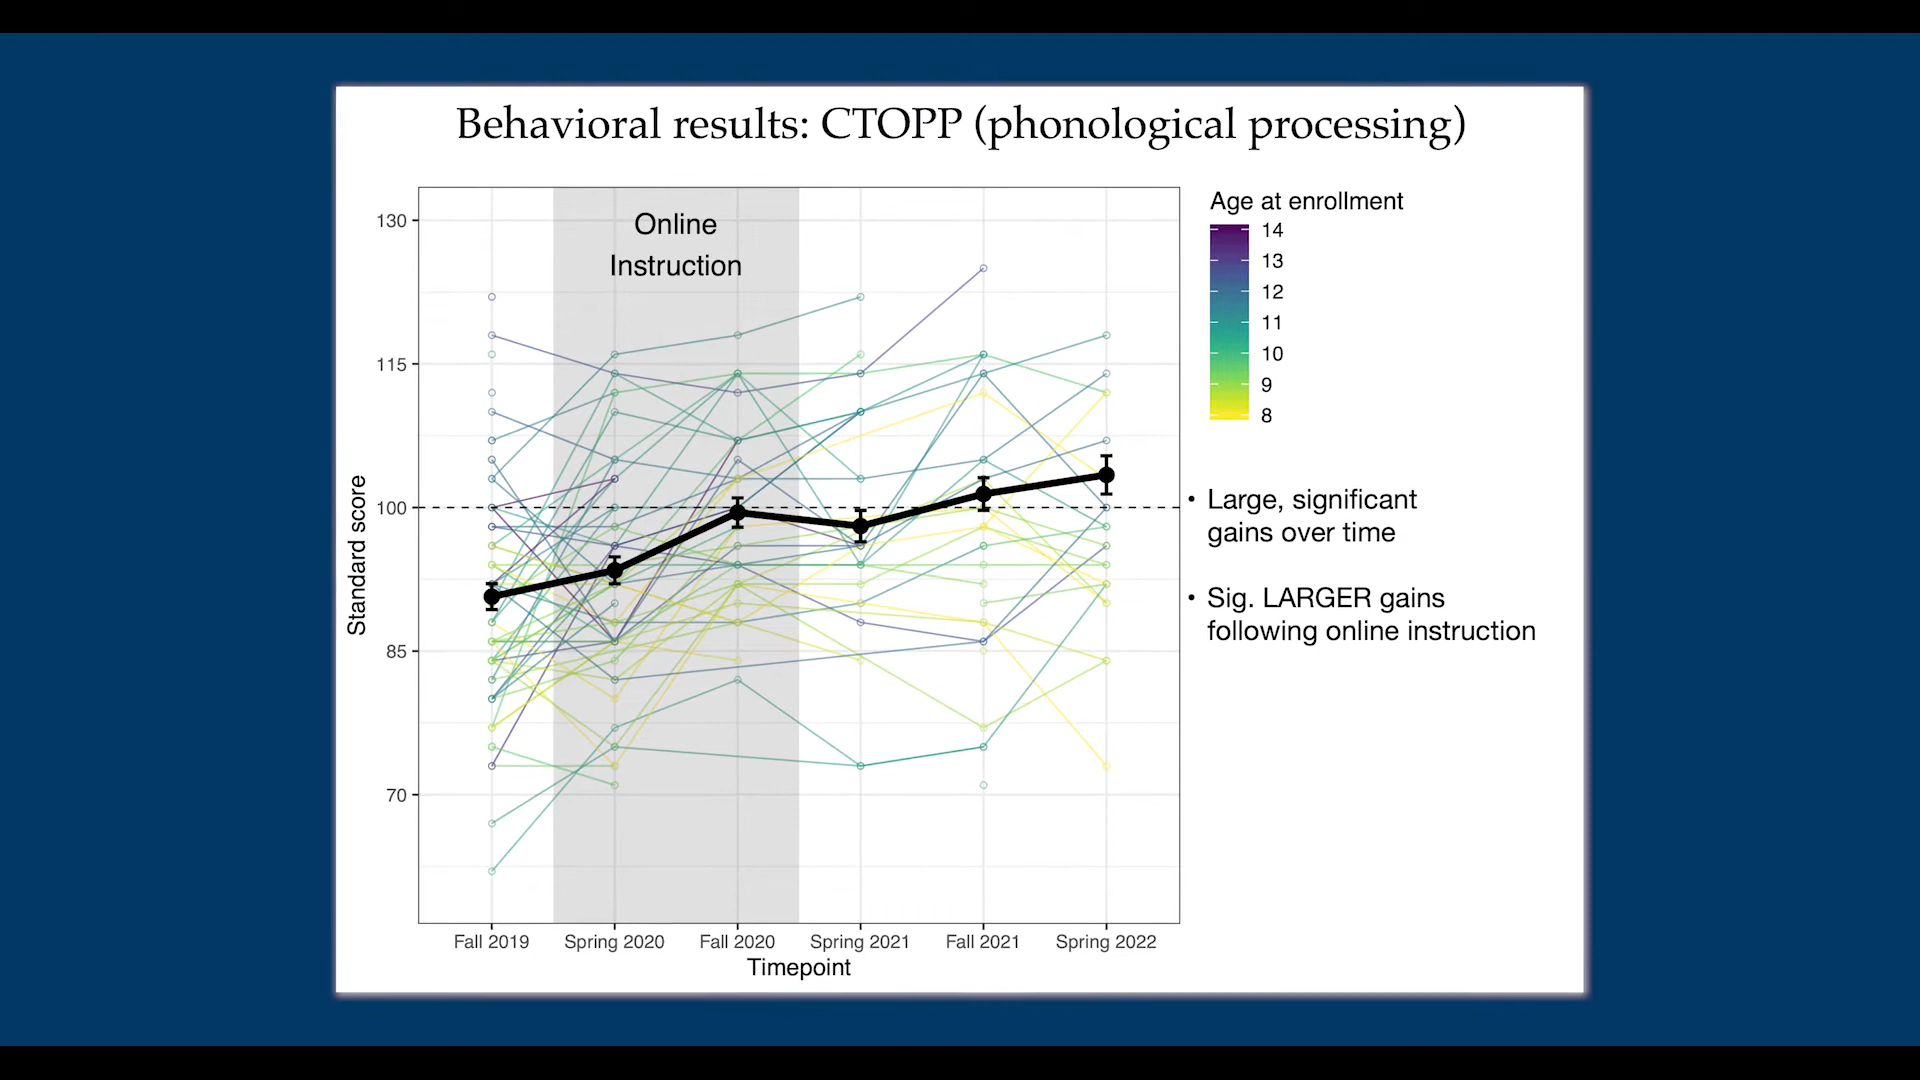 Behavioral results: CTOPP (phonological processing)
Online
Instruction
130
115
100
85
70
Standard score
Fall 2019
Spring 2020
Fall 2020
Spring 2021
Fall 2021
Spring 2022
Timepoint
Age at enrollment
14
13
12
11
10
9
8
• Large, significant
gains over time
• Sig. LARGER gains
following online instruction